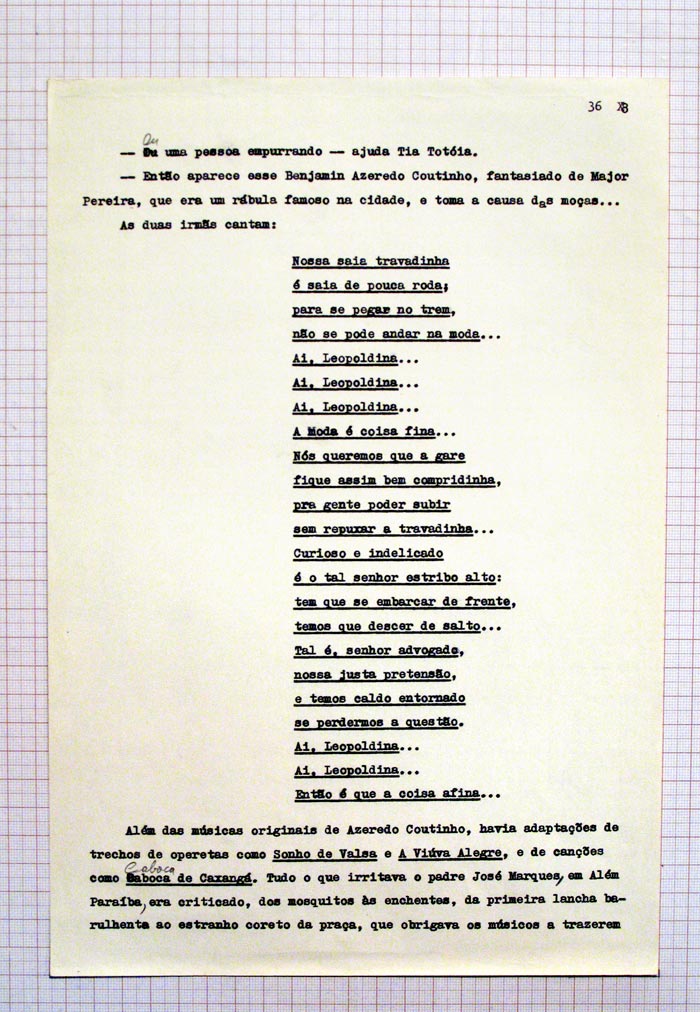 36
Ou
— Ou uma pessoa empurrando — ajuda Tia Totóia.
— Então aparece esse Benjamin Azeredo Coutinho, fantasiado de Major
Pereira, que era um rábula famoso na cidade, e toma a causa das moças...
As duas irmãs cantam:
Nossa saia travadinha
é saia de pouca roda;
para se pegar no trem,
não se pode andar na moda...
Ai, Leopoldina...
Ai, Leopoldina...
Ai, Leopoldina...
A Moda é coisa fina...
Nós queremos que a gare
fique assim bem compridinha,
pra gente poder subir
sem repuxar a travadinha...
Curioso e indelicado
é o tal senhor estribo alto:
tem que se embarcar de frente,
temos que descer de salto...
Tal é, senhor advogado,
nossa justa pretensão,
e temos caldo entornado
se perdermos a questão.
Ai, Leopoldina...
Ai, Leopoldina...
Então é que a coisa afina...
Além das músicas originais de Azeredo Coutinho, havia adaptações de
trechos de operetas como Sonho de Valsa e A Viúva Alegre, e de canções
Caboca
como Caboca de Caxangá. Tudo o que irritava o padre José Marques, em Além
Paraíba, era criticado, dos mosquitos às enchentes, da primeira lancha ba-
rulhenta ao estranho coreto da praça, que obrigava os músicos a trazerem